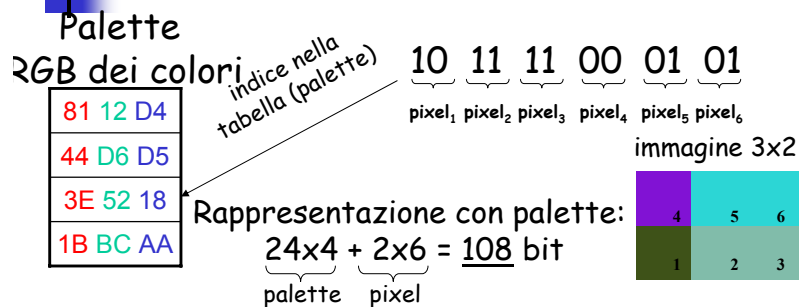 Palette
RGB dei colori
81 12 D4
44 D6 D5
3E 52 18
1B BC AA
indice nella
tabella (palette)
10 11 11 00 01 01
pixel₁ pixel₂ pixel₃ pixel₄ pixel₅ pixel₆
immagine 3x2
4 5 6
1 2 3
Rappresentazione con palette:
24x4 + 2x6 = 108 bit
palette pixel